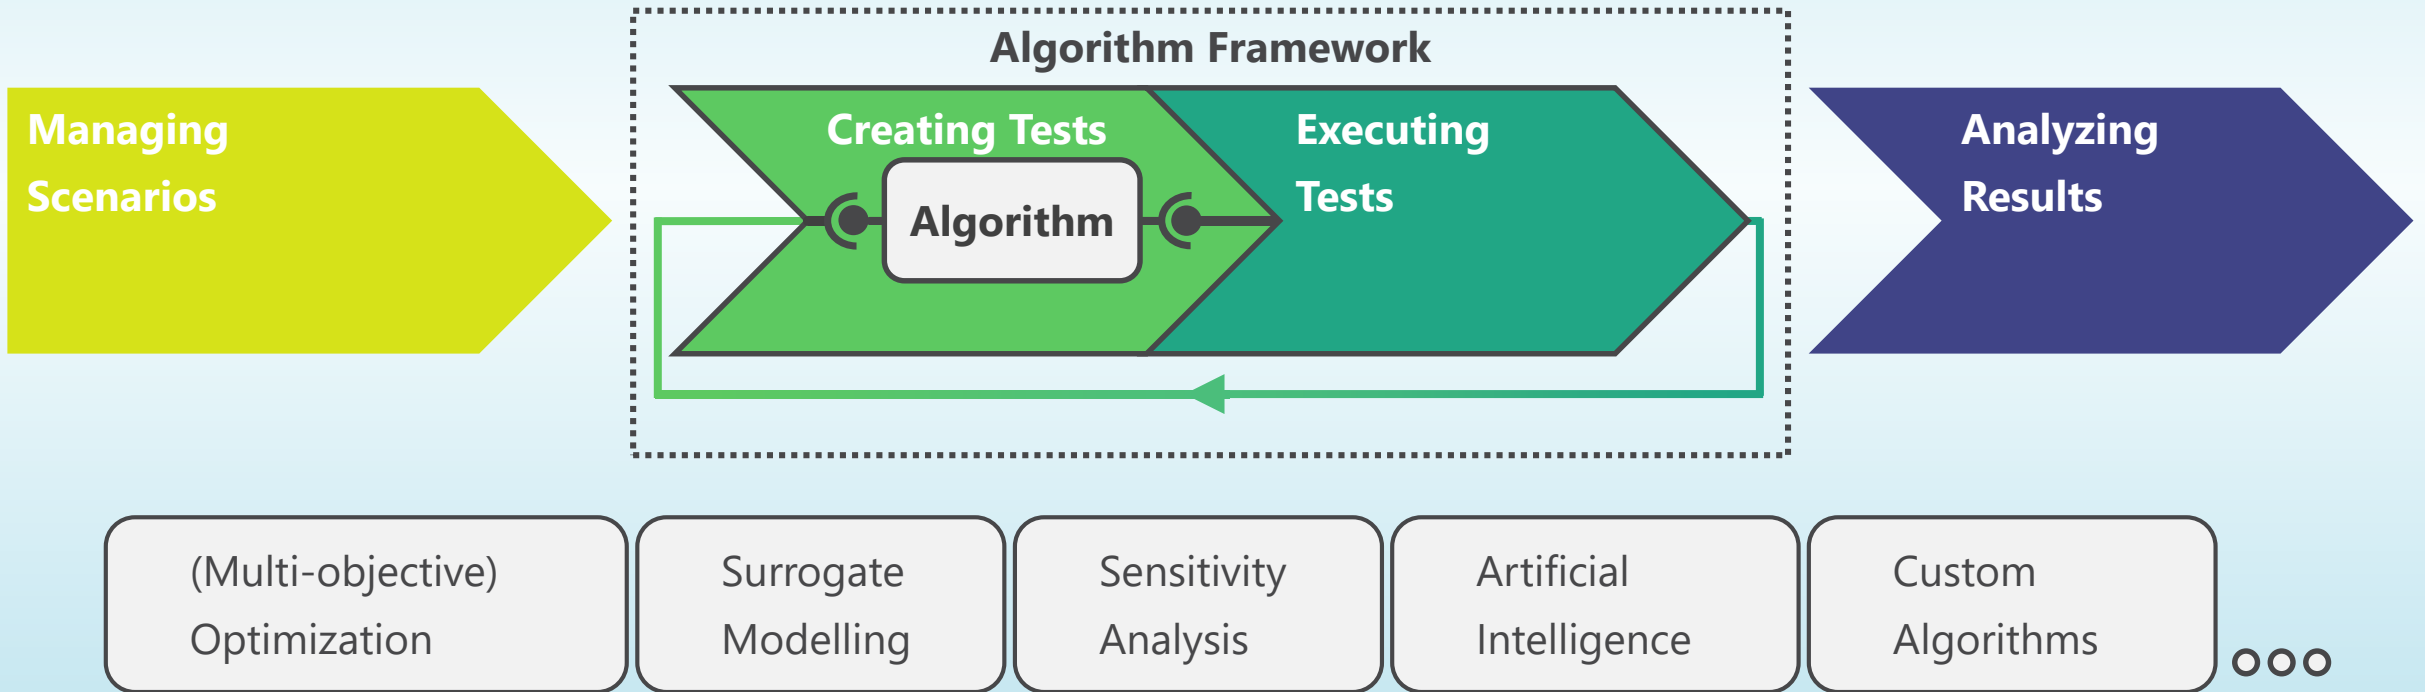 Algorithm Framework
Managing
Scenarios
Creating Tests
Algorithm
Executing
Tests
Analyzing
Results
(Multi-objective)
Optimization
Surrogate
Modelling
Sensitivity
Analysis
Artificial
Intelligence
Custom
Algorithms